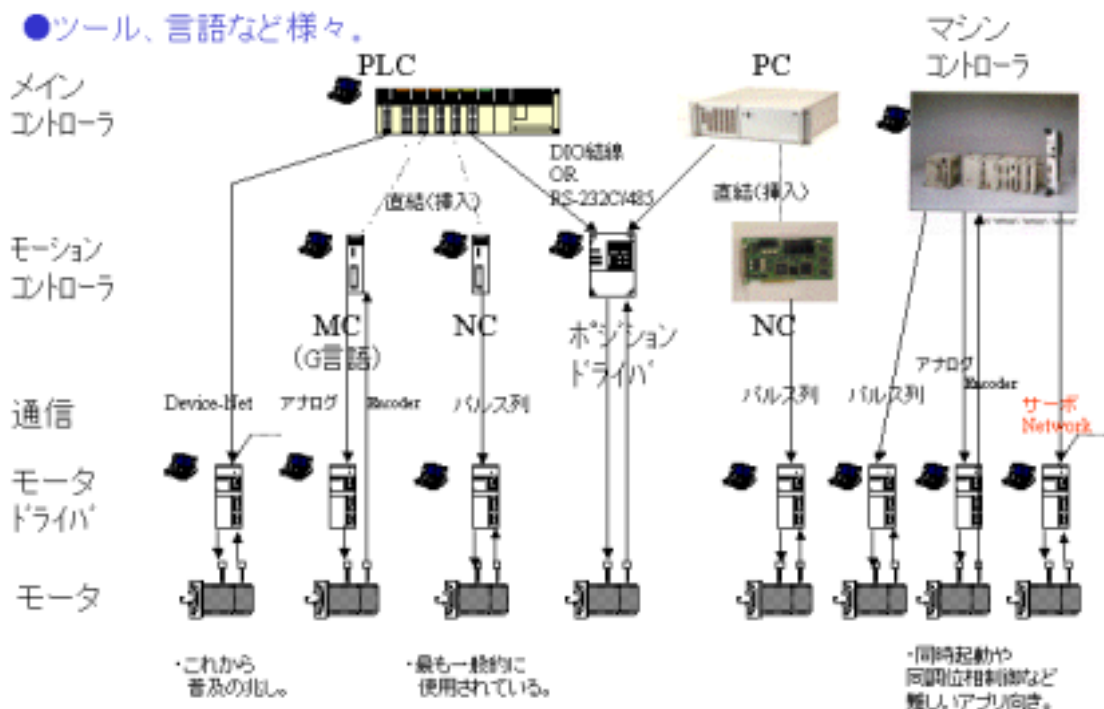 ●ツール、言語など様々。
マシン
コントローラ
メイン
コントローラ
PLC
PC
DIO結線
OR
RS-232C/485
直結(挿入)
直結(挿入)
モーション
コントローラ
MC
(G言語)
NC
ポジション
ドライバ
NC
通信
Device-Net
アナログ
Encoder
パルス列
パルス列
パルス列
アナログ
Encoder
サーボ
Network
モータ
ドライバ
モータ
・これから
普及の兆し。
・最も一般的に
使用されている。
・同時起動や
同調位相制御など
難しいアプリ向き。